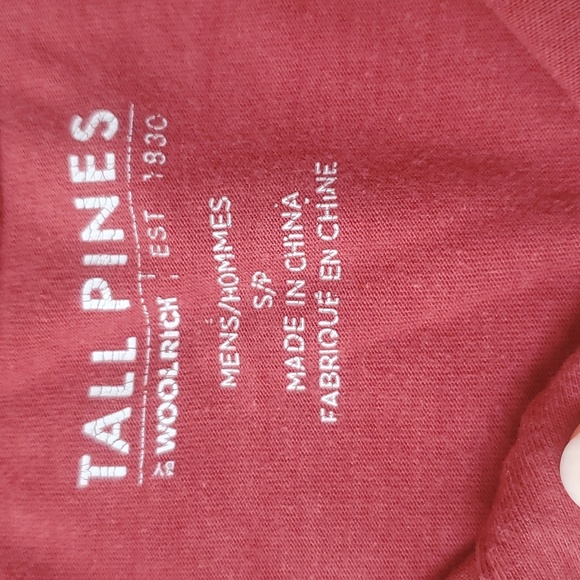 TALL PINES
BY WOOLRICH | EST 1830
MENS/HOMMES
S/P
MADE IN CHINA
FABRIQUÉ EN CHINE